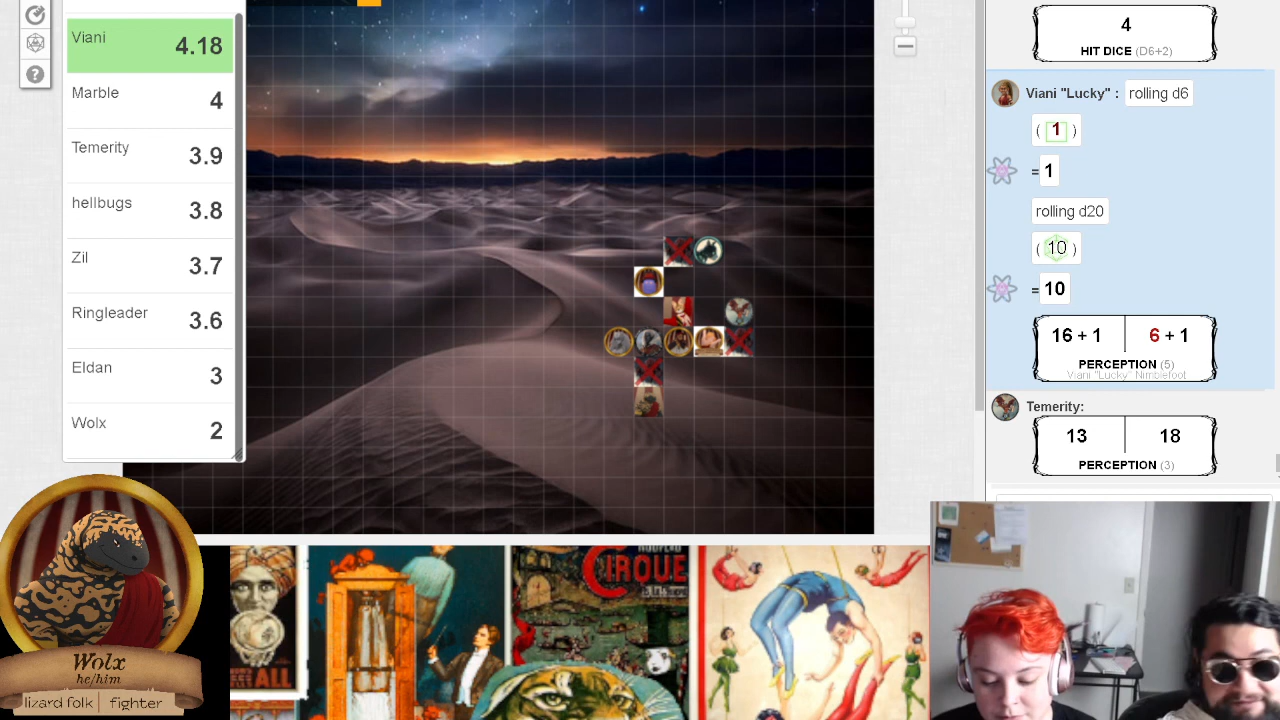 Viani
4.18
Marble
4
Temerity
3.9
hellbugs
3.8
Zil
3.7
Ringleader
3.6
Eldan
3
Wolx
2
4
HIT DICE (D6+2)
Viani "Lucky" : rolling d6
( 1 )
=1
rolling d20
( 10 )
=10
16 + 1 6 + 1
PERCEPTION (5)
Viani "Lucky" Nimblefoot
Temerity:
13 18
PERCEPTION (3)
Wolx
he/him
lizard folk fighter
ALL
CIRQUE